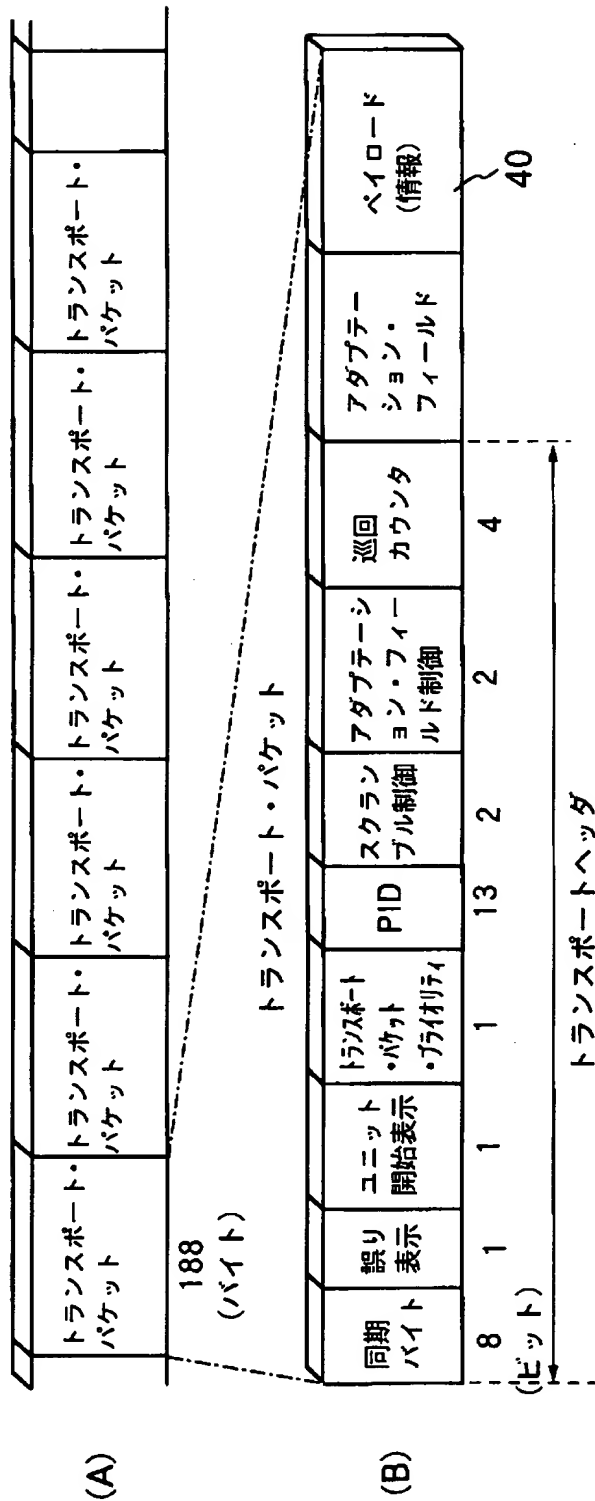 (A)
トランスポート・
パケット
トランスポート・
パケット
トランスポート・
パケット
トランスポート・
パケット
トランスポート・
パケット
トランスポート・
パケット
188
(バイト)
トランスポート・パケット
(B)
同期
バイト
誤り
表示
ユニット
開始表示
トランスポート
・パケット
・プライオリティ
PID
スクラン
ブル制御
アダプテーシ
ョン・フィー
ルド制御
巡回
カウンタ
アダプテー
ション・
フィールド
ペイロード
(情報)
40
8
1
1
1
13
2
2
4
(ビット)
トランスポートヘッダ